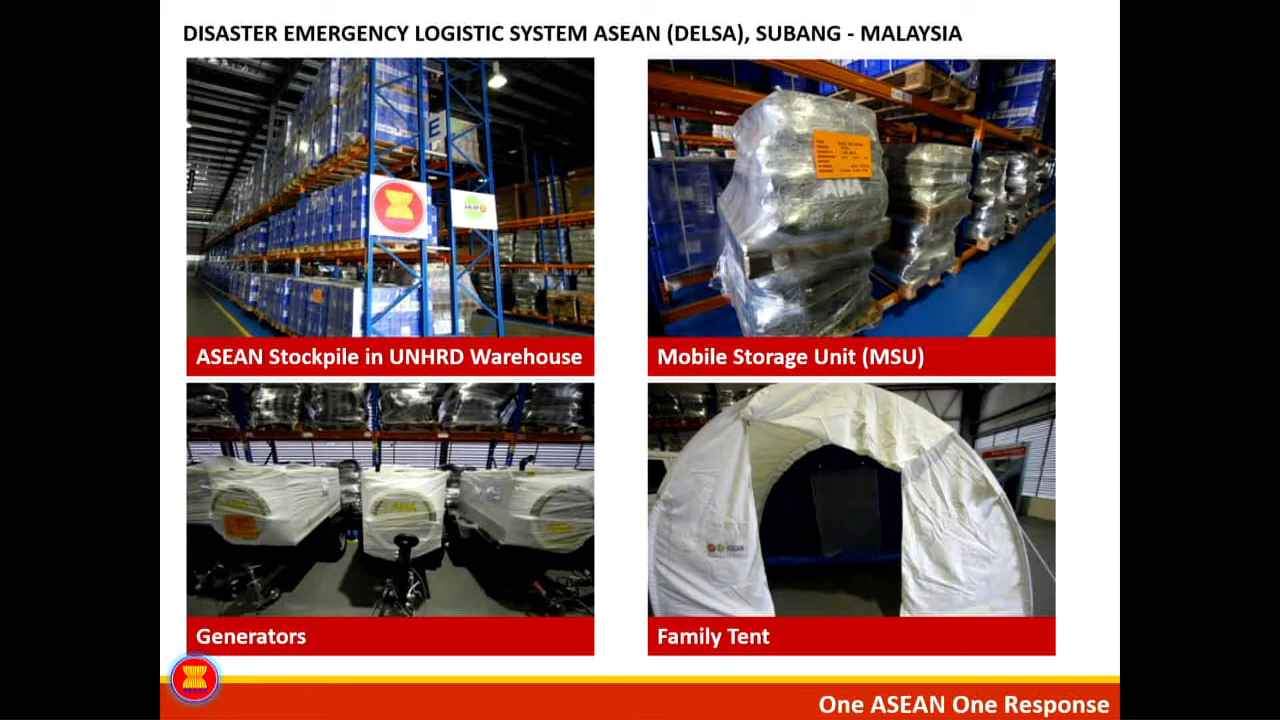 DISASTER EMERGENCY LOGISTIC SYSTEM ASEAN (DELSA), SUBANG - MALAYSIA
E
AHA
ASEAN Stockpile in UNHRD Warehouse
Mobile Storage Unit (MSU)
AHA
ASEAN
Generators
Family Tent
One ASEAN One Response